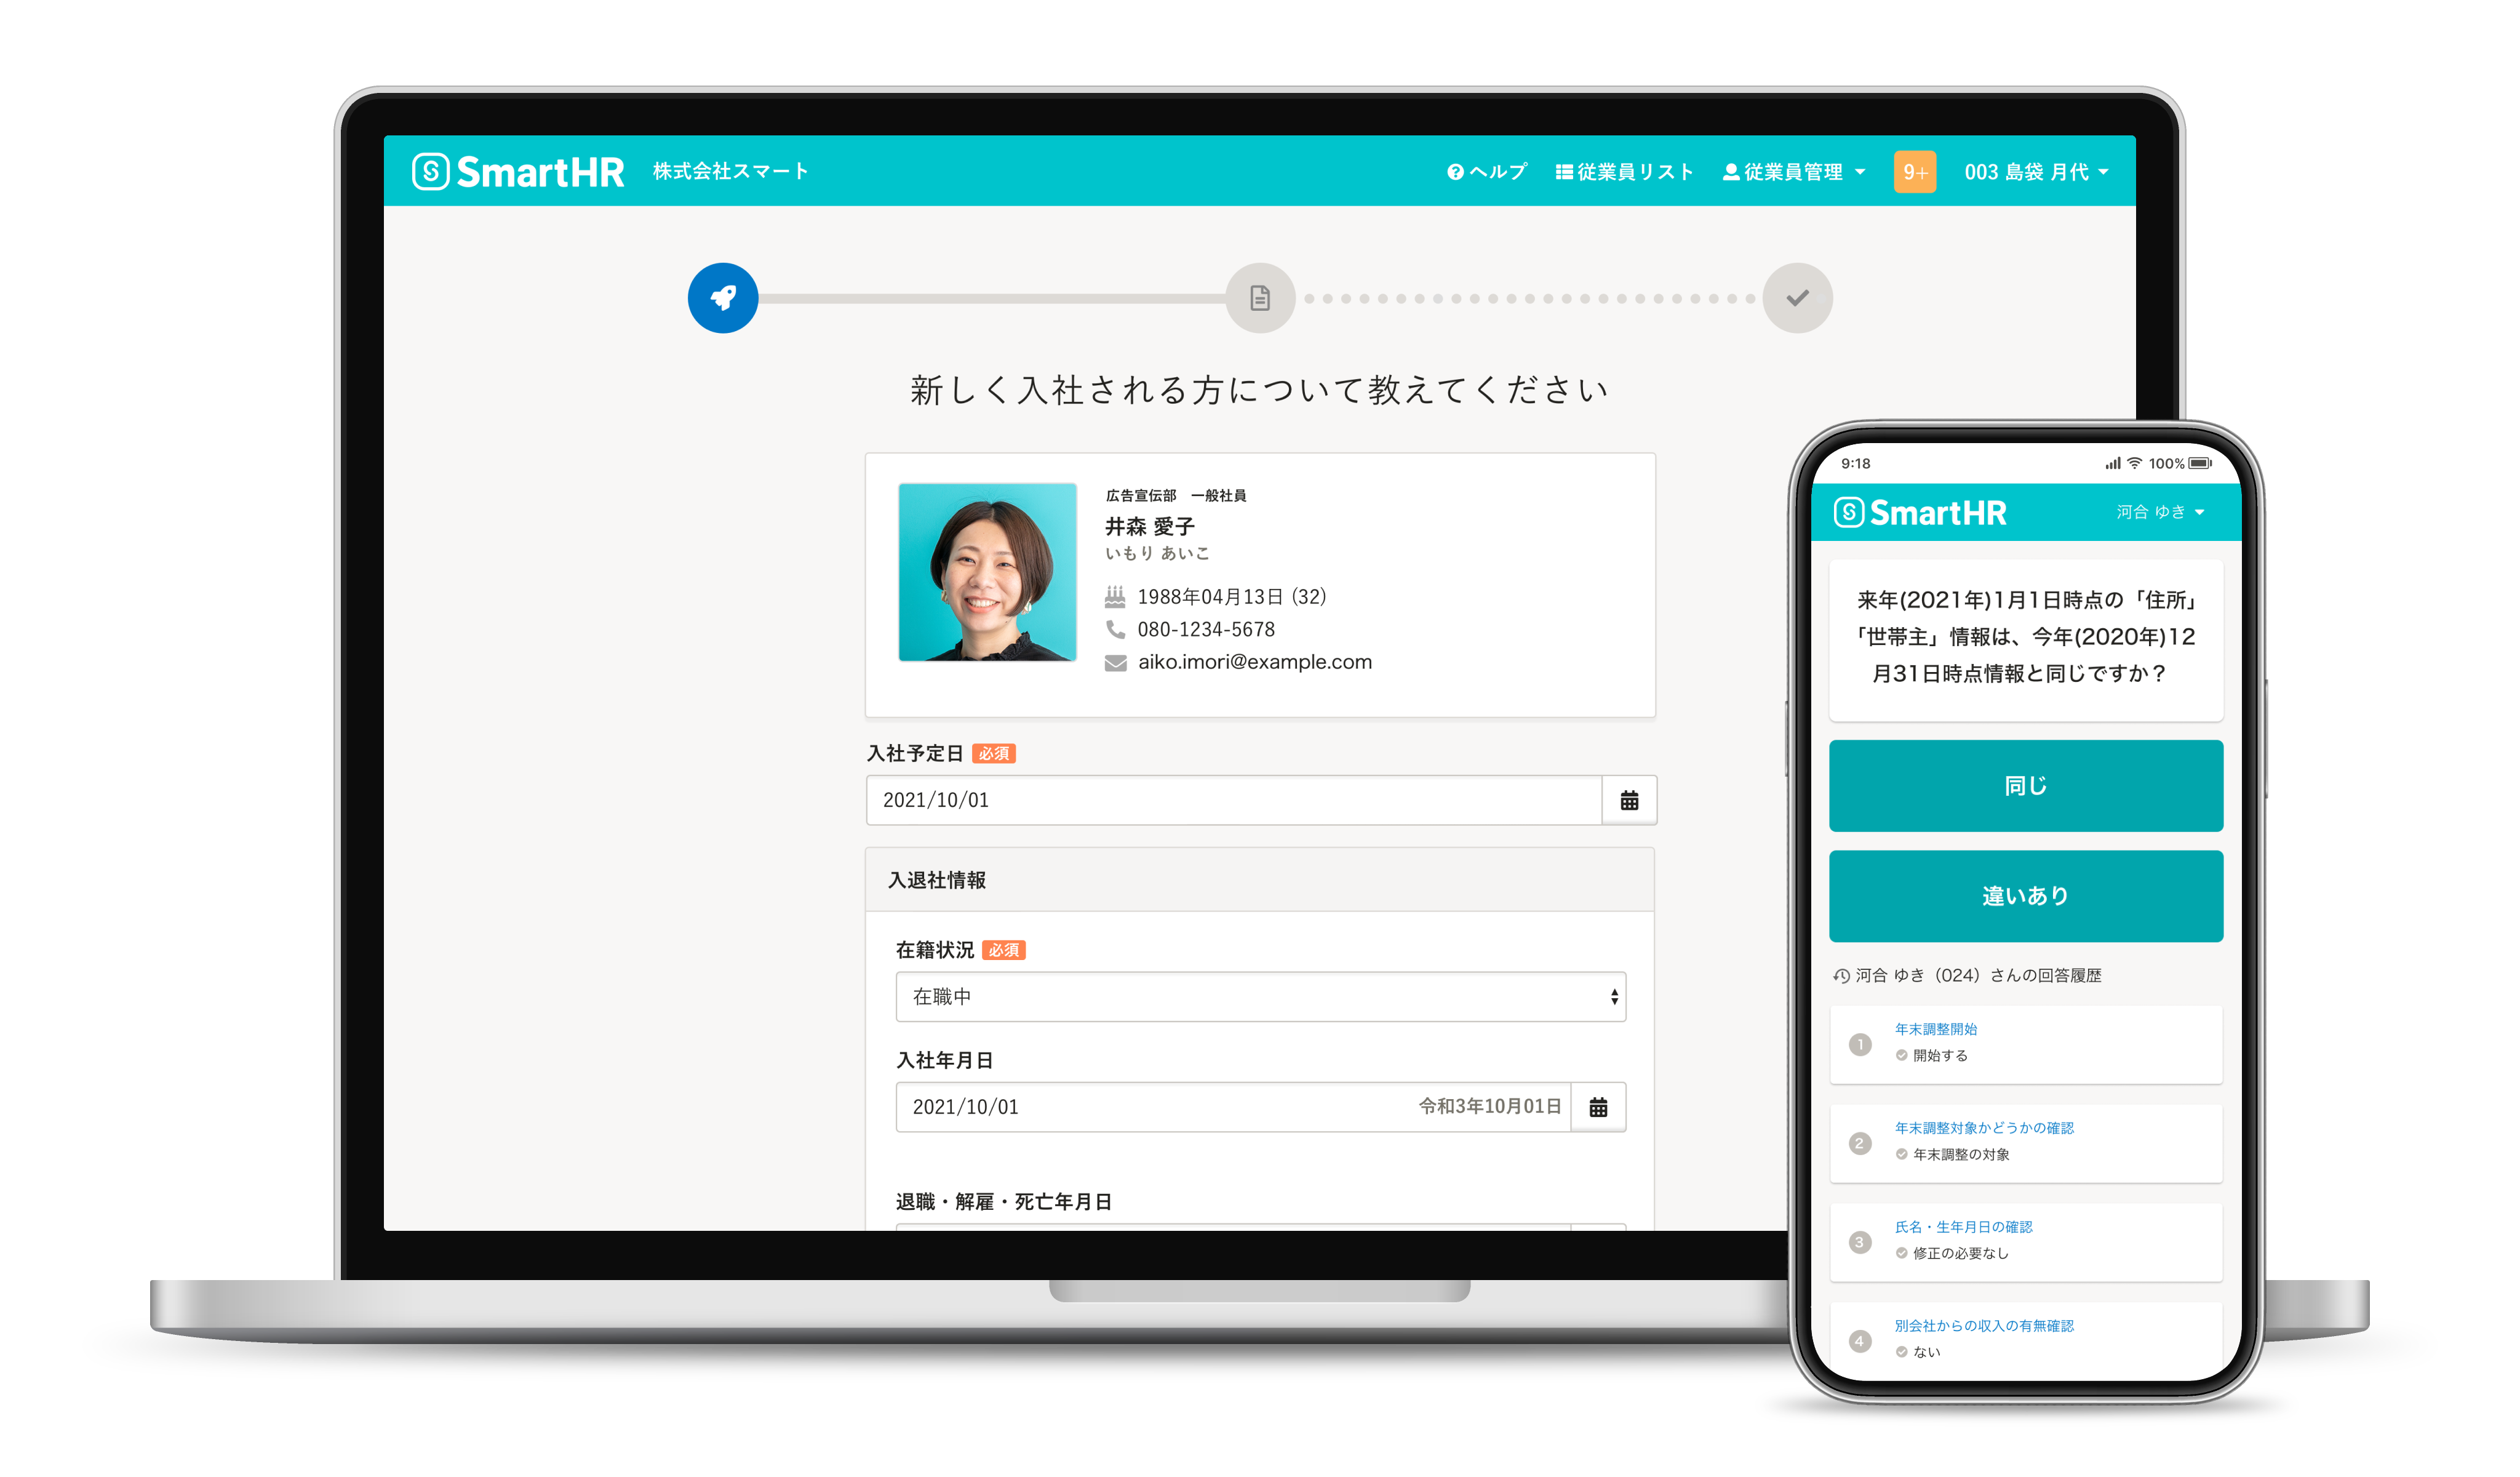 SmartHR 株式会社スマート ヘルプ 従業員リスト 従業員管理 9+ 003 島袋 月代
新しく入社される方について教えてください
広告宣伝部　一般社員
井森 愛子
いもり あいこ
1988年04月13日 (32)
080-1234-5678
aiko.imori@example.com
入社予定日 必須
2021/10/01
入退社情報
在籍状況 必須
在職中
入社年月日
2021/10/01 令和3年10月01日
退職・解雇・死亡年月日
9:18 100%
SmartHR 河合 ゆき
来年(2021年)1月1日時点の「住所」
「世帯主」情報は、今年(2020年)12
月31日時点情報と同じですか？
同じ
違いあり
河合 ゆき（024）さんの回答履歴
1 年末調整開始
開始する
2 年末調整対象かどうかの確認
年末調整の対象
3 氏名・生年月日の確認
修正の必要なし
4 別会社からの収入の有無確認
ない